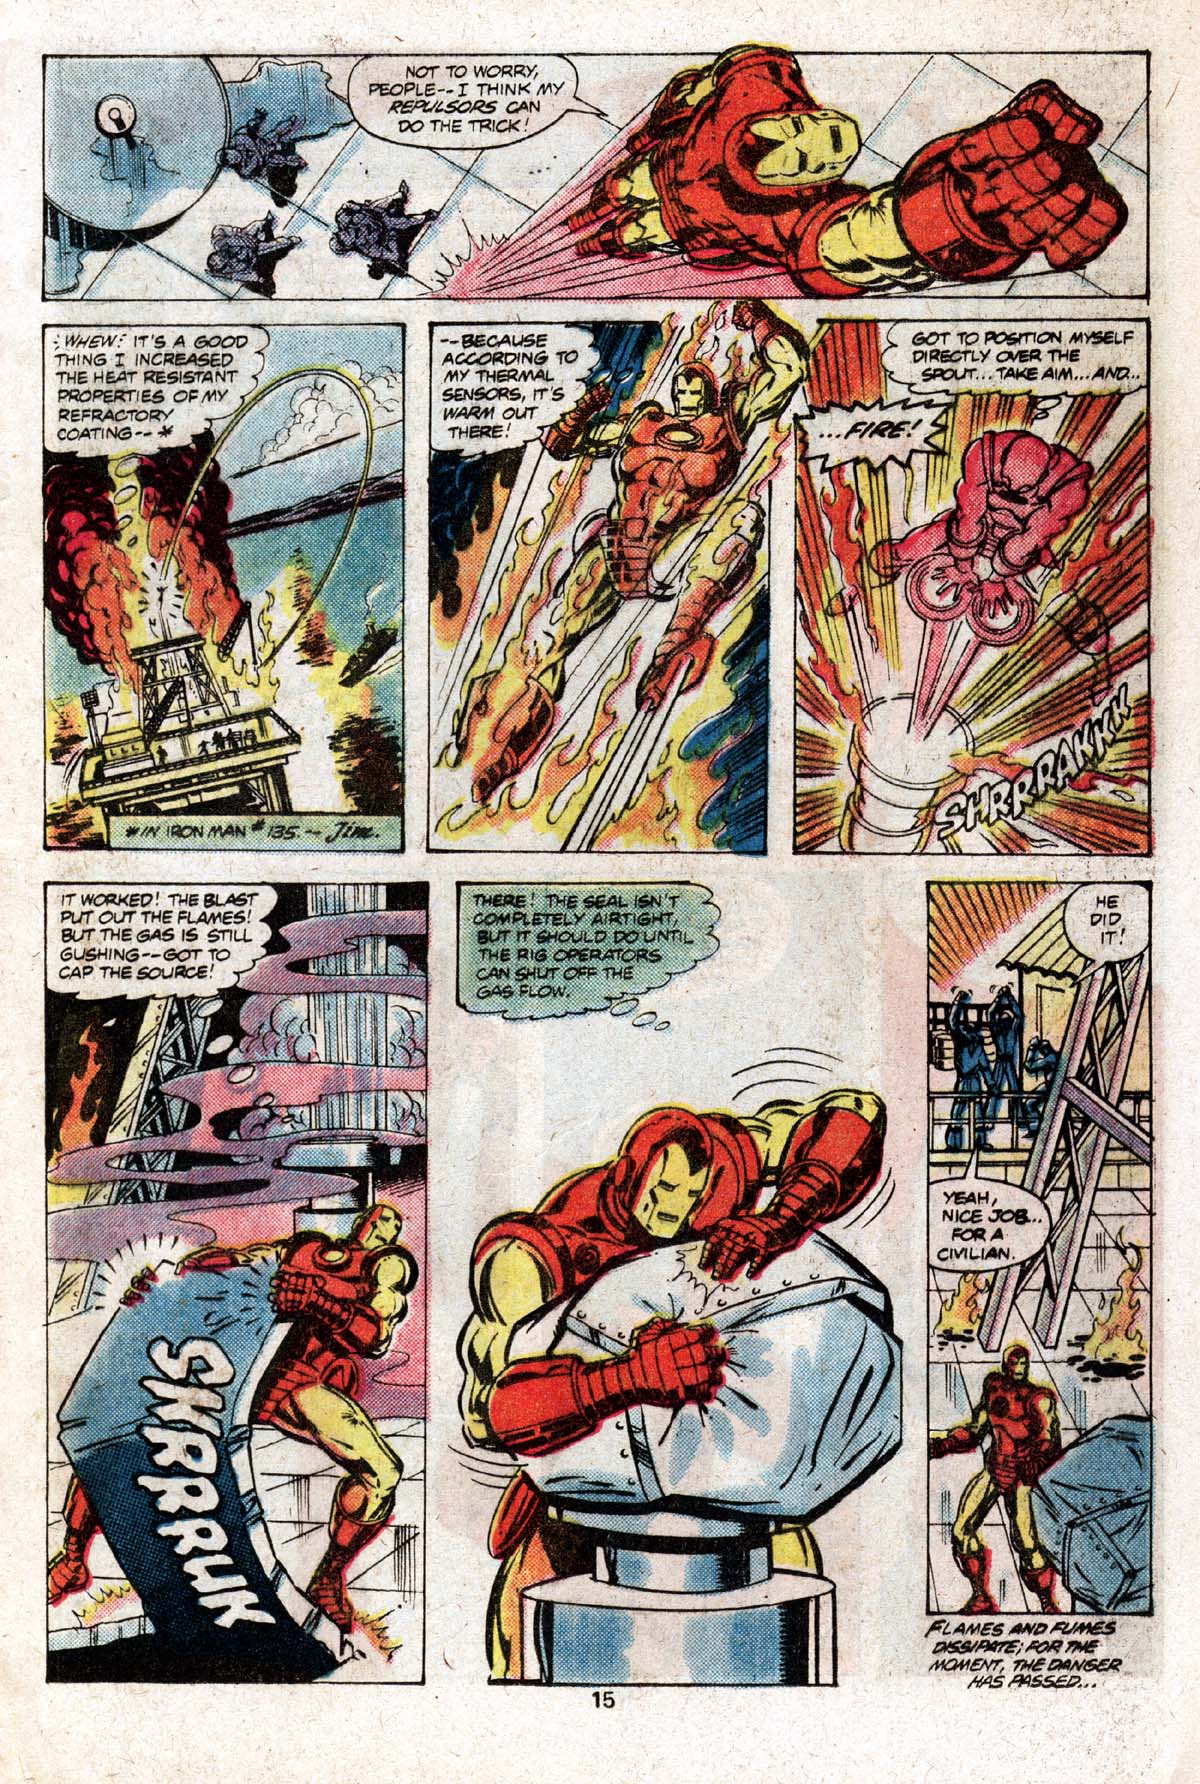 NOT TO WORRY,
PEOPLE-- I THINK MY
REPULSORS CAN
DO THE TRICK!
:WHEW: IT'S A GOOD
THING I INCREASED
THE HEAT RESISTANT
PROPERTIES OF MY
REFRACTORY
COATING--*
*IN IRON MAN #135.--Jim.
--BECAUSE
ACCORDING TO
MY THERMAL
SENSORS, IT'S
WARM OUT
THERE!
GOT TO POSITION MYSELF
DIRECTLY OVER THE
SPOUT... TAKE AIM...AND...
...FIRE!
SHRRRAKKK
IT WORKED! THE BLAST
PUT OUT THE FLAMES!
BUT THE GAS IS STILL
GUSHING--GOT TO
CAP THE SOURCE!
SKRRRUK
THERE! THE SEAL ISN'T
COMPLETELY AIRTIGHT,
BUT IT SHOULD DO UNTIL
THE RIG OPERATORS
CAN SHUT OFF THE
GAS FLOW.
HE
DID
IT!
YEAH,
NICE JOB...
FOR A
CIVILIAN.
FLAMES AND FUMES
DISSIPATE; FOR THE
MOMENT, THE DANGER
HAS PASSED...
15